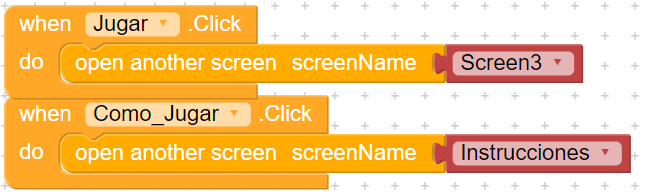 when Jugar .Click
do open another screen screenName Screen3
when Como_Jugar .Click
do open another screen screenName Instrucciones